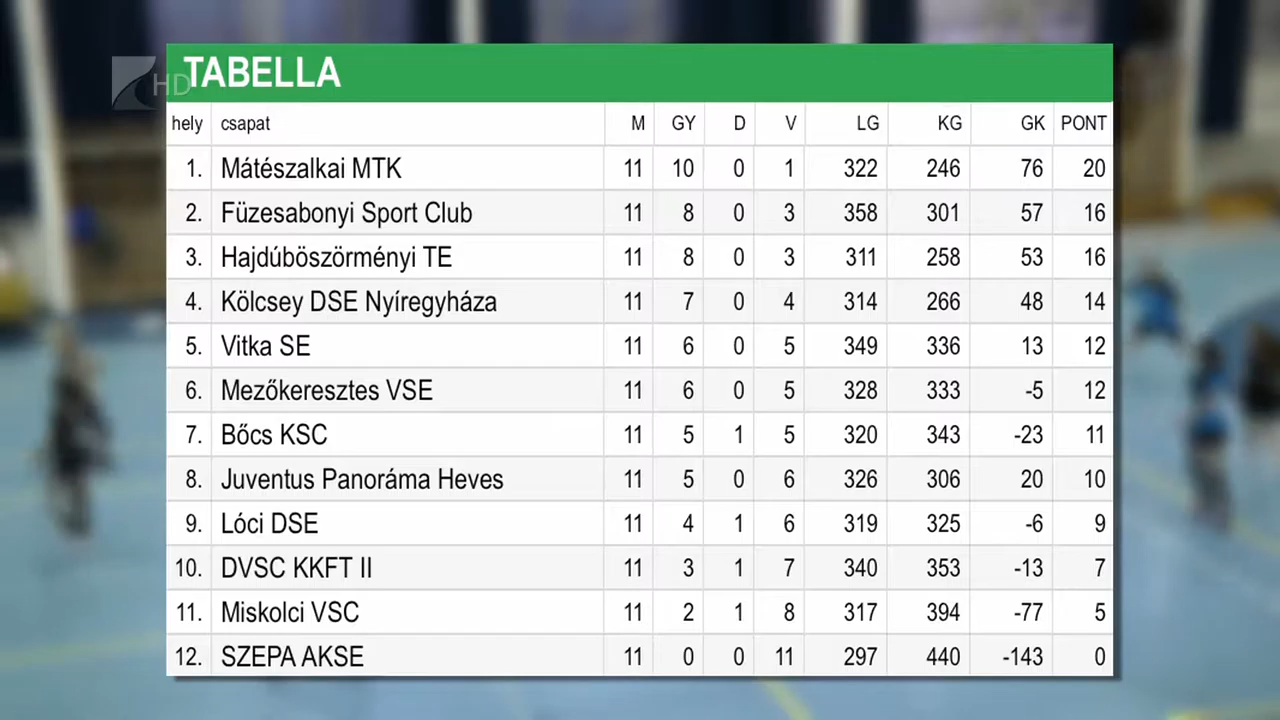 HD
TABELLA
hely csapat M GY D V LG KG GK PONT
1. Mátészalkai MTK 11 10 0 1 322 246 76 20
2. Füzesabonyi Sport Club 11 8 0 3 358 301 57 16
3. Hajdúböszörményi TE 11 8 0 3 311 258 53 16
4. Kölcsey DSE Nyíregyháza 11 7 0 4 314 266 48 14
5. Vitka SE 11 6 0 5 349 336 13 12
6. Mezőkeresztes VSE 11 6 0 5 328 333 -5 12
7. Bőcs KSC 11 5 1 5 320 343 -23 11
8. Juventus Panoráma Heves 11 5 0 6 326 306 20 10
9. Lóci DSE 11 4 1 6 319 325 -6 9
10. DVSC KKFT II 11 3 1 7 340 353 -13 7
11. Miskolci VSC 11 2 1 8 317 394 -77 5
12. SZEPA AKSE 11 0 0 11 297 440 -143 0